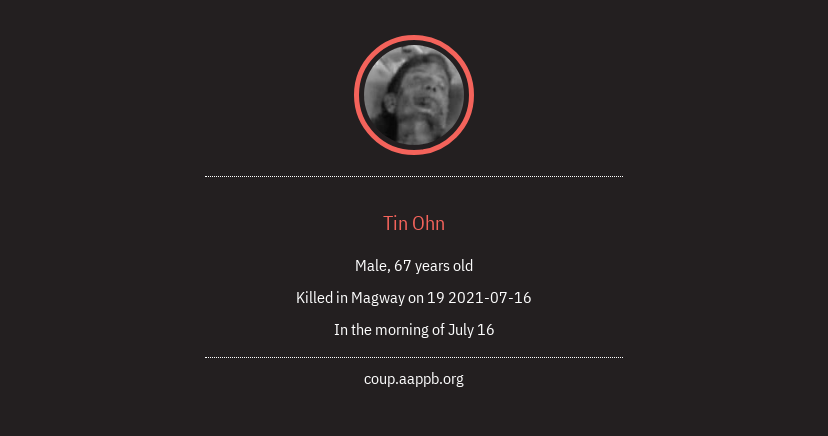 Tin Ohn
Male, 67 years old
Killed in Magway on 19 2021-07-16
In the morning of July 16
coup.aappb.org